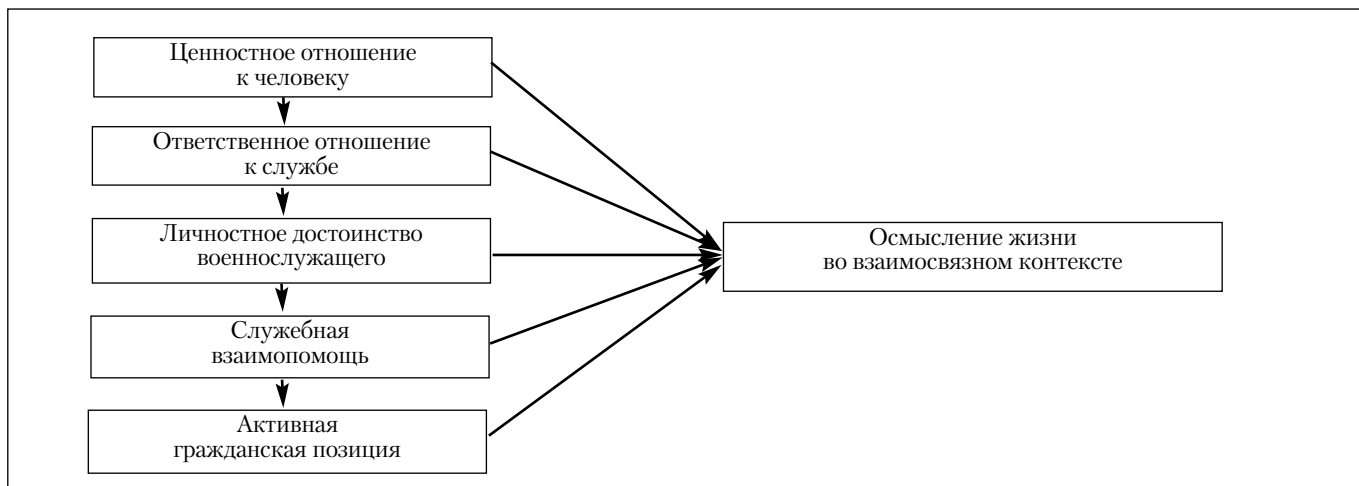 Ценностное отношение
к человеку
Ответственное отношение
к службе
Личностное достоинство
военнослужащего
Служебная
взаимопомощь
Активная
гражданская позиция
Осмысление жизни
во взаимосвязном контексте